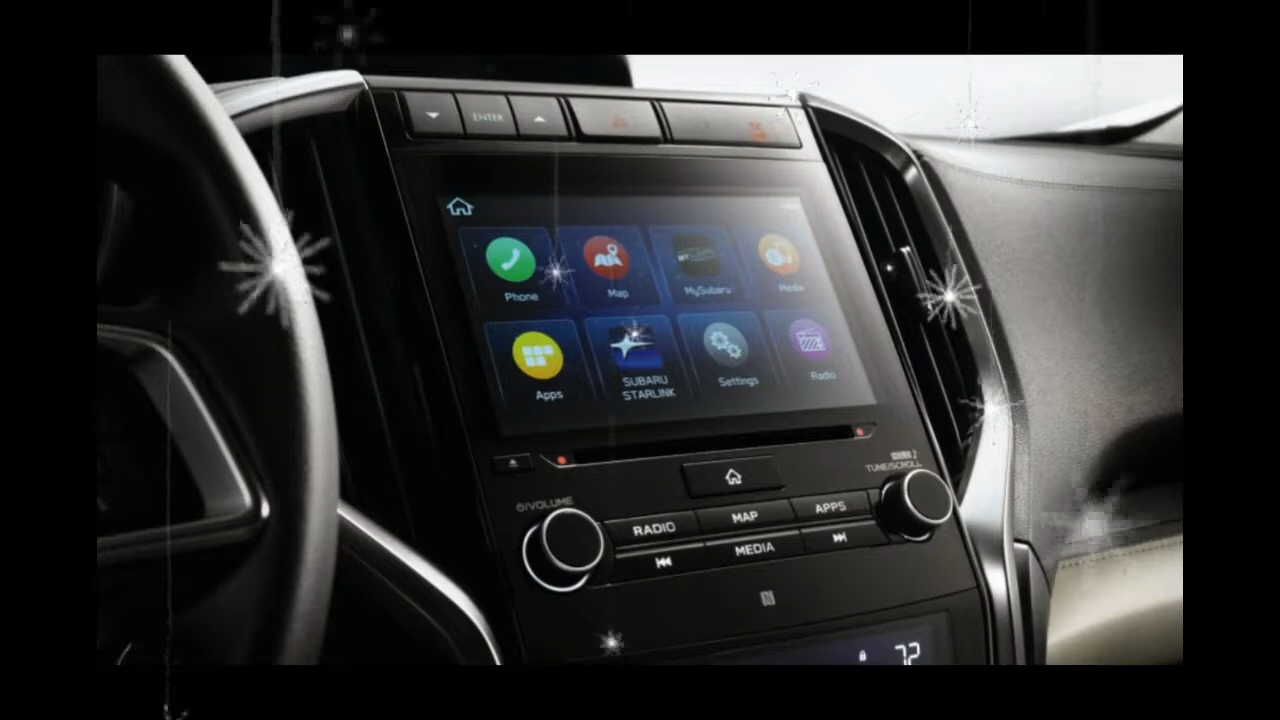 ENTER
Phone
Map
MySubaru
Media
Apps
SUBARU
STARLINK
Settings
Radio
TUNE/SCROLL
/VOLUME
RADIO
MAP
APPS
MEDIA
72